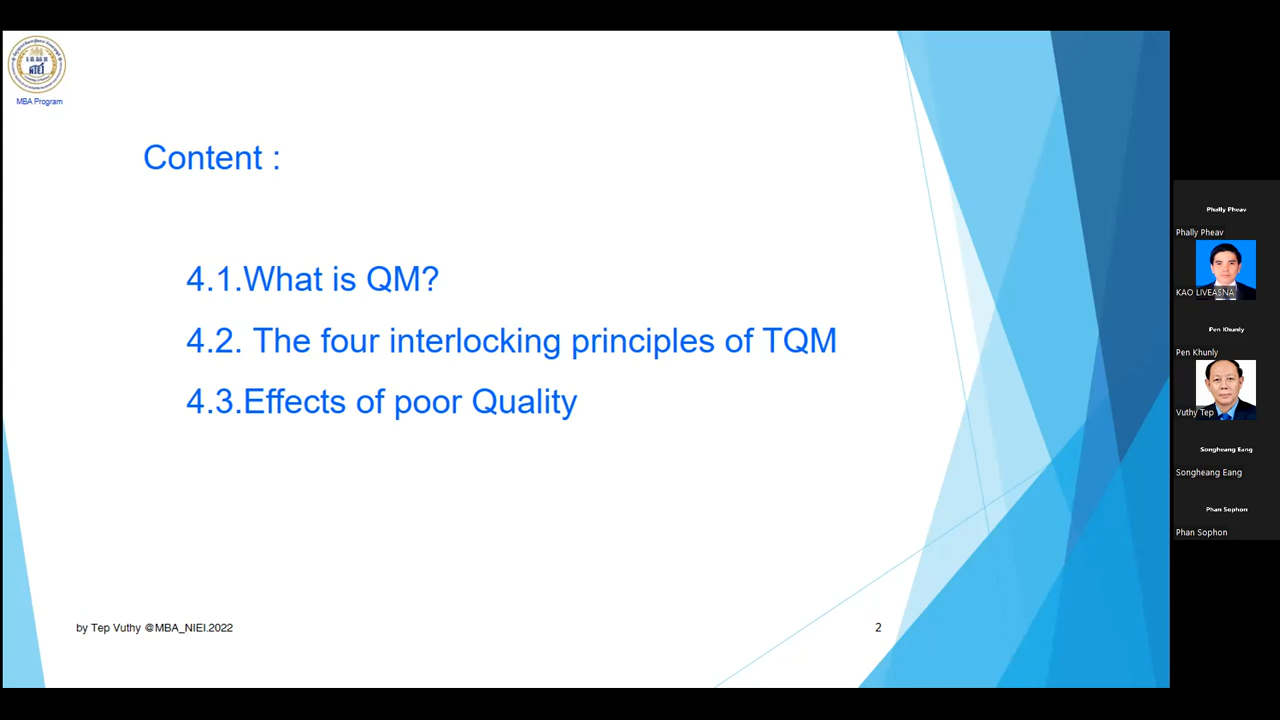 NIEI
MBA Program
Content :
4.1.What is QM?
4.2. The four interlocking principles of TQM
4.3.Effects of poor Quality
by Tep Vuthy @MBA_NIEI.2022
2
Phally Pheav
Phally Pheav
KAO LIVEASNA
Pen Khunly
Pen Khunly
Vuthy Tep
Songheang Eang
Songheang Eang
Phan Sophon
Phan Sophon